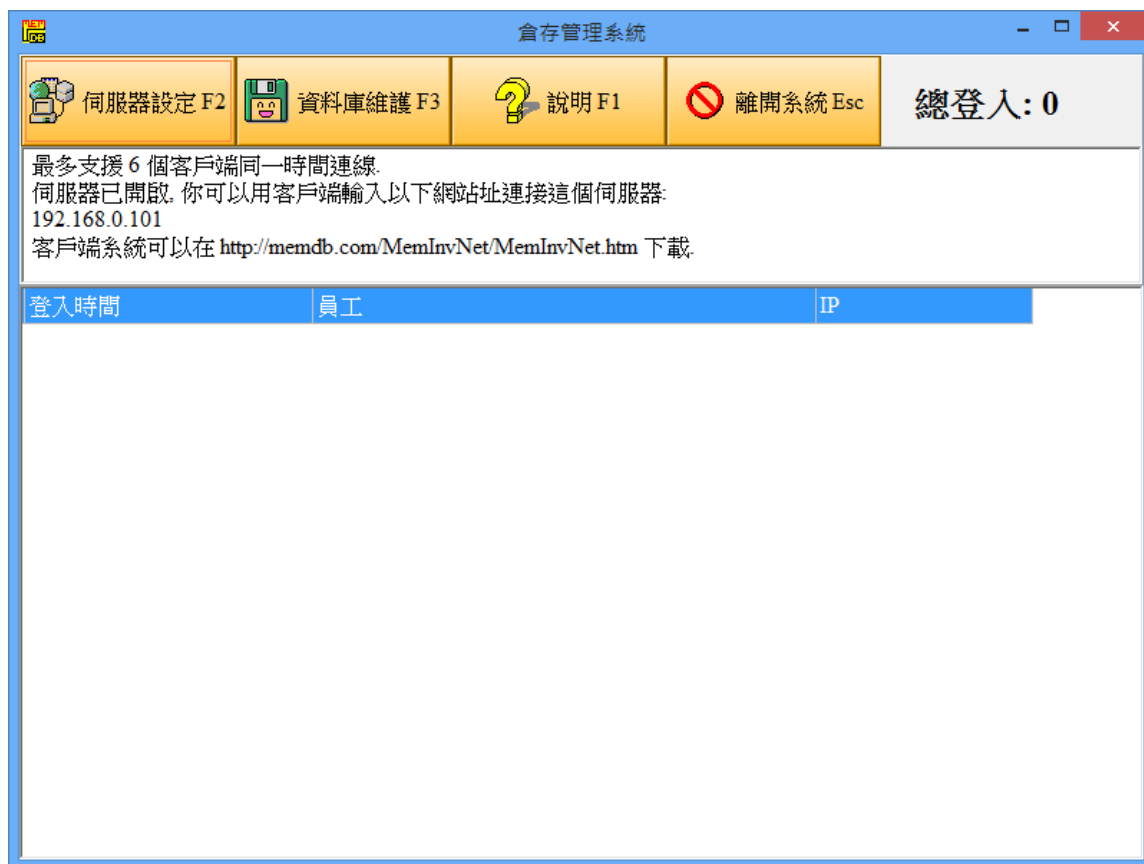 MEM
DB
倉存管理系統
伺服器設定 F2
資料庫維護 F3
說明 F1
離開系統 Esc
總登入: 0
最多支援 6 個客戶端同一時間連線.
伺服器已開啟, 你可以用客戶端輸入以下網站址連接這個伺服器:
192.168.0.101
客戶端系統可以在 http://memdb.com/MemInvNet/MemInvNet.htm 下載.
登入時間 員工 IP